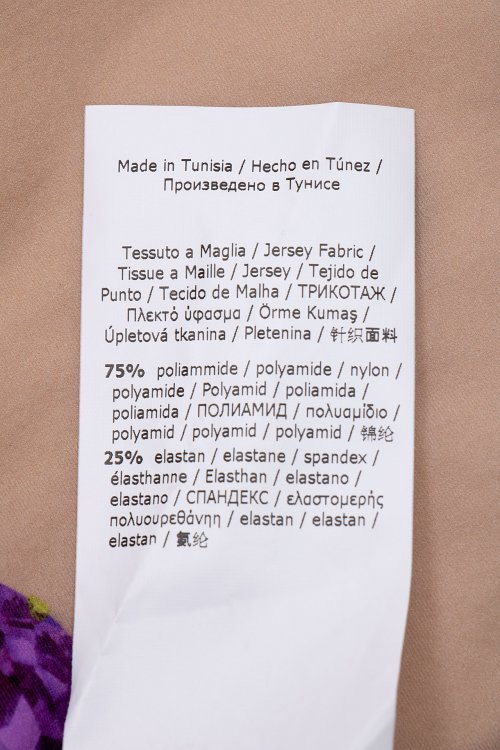 Made in Tunisia / Hecho en Túnez /
Произведено в Тунисе
Tessuto a Maglia / Jersey Fabric /
Tissue a Maille / Jersey / Tejido de
Punto / Tecido de Malha / ТРИКОТАЖ /
Πλεκτό ύφασμα / Örme Kumaş /
Úpletová tkanina / Pletenina / 针织面料
75% poliammide / polyamide / nylon /
polyamide / Polyamid / poliamida /
poliamida / ПОЛИАМИД / πολυαμίδιο /
polyamid / polyamid / polyamid / 锦纶
25% elastan / elastane / spandex /
élasthanne / Elasthan / elastano /
elastano / СПАНДЕКС / ελαστομερής
πολυουρεθάνηη / elastan / elastan /
elastan / 氨纶